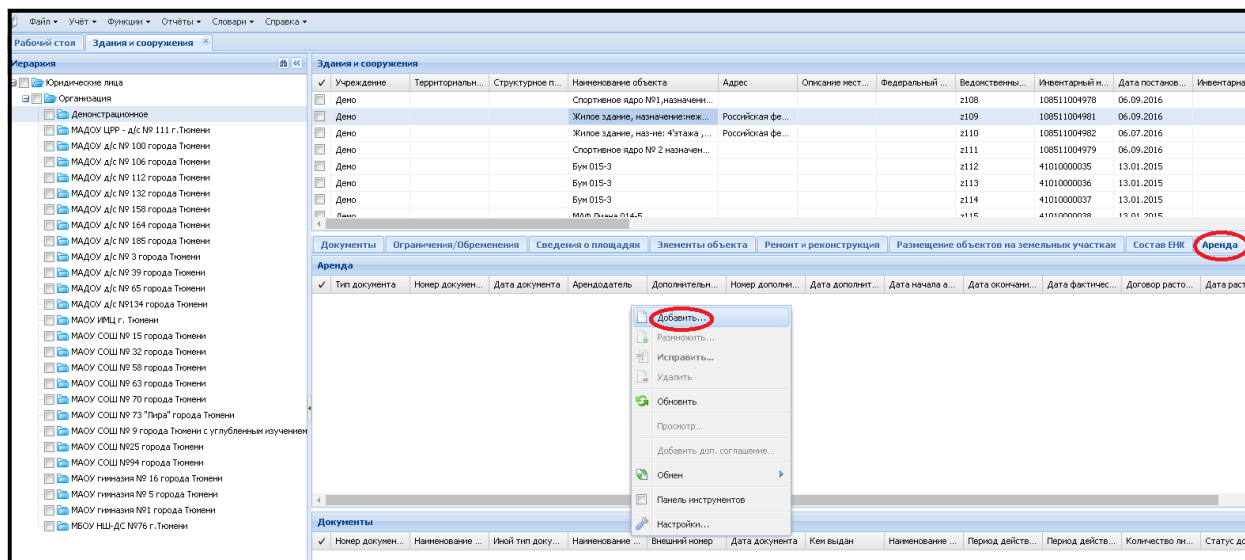 Файл Учёт Функции Отчёты Словари Справка
Рабочий стол Здания и сооружения
Иерархия
Юридические лица
Организация
Демонстрационное
МАДОУ ЦРР - д/с № 111 г.Тюмени
МАДОУ д/с № 100 города Тюмени
МАДОУ д/с № 106 города Тюмени
МАДОУ д/с № 112 города Тюмени
МАДОУ д/с № 132 города Тюмени
МАДОУ д/с № 158 города Тюмени
МАДОУ д/с № 164 города Тюмени
МАДОУ д/с № 185 города Тюмени
МАДОУ д/с № 3 города Тюмени
МАДОУ д/с № 39 города Тюмени
МАДОУ д/с № 65 города Тюмени
МАДОУ д/с №134 города Тюмени
МАОУ ИМЦ г. Тюмени
МАОУ СОШ № 15 города Тюмени
МАОУ СОШ № 32 города Тюмени
МАОУ СОШ № 58 города Тюмени
МАОУ СОШ № 63 города Тюмени
МАОУ СОШ № 70 города Тюмени
МАОУ СОШ № 73 "Лира" города Тюмени
МАОУ СОШ № 9 города Тюмени с углубленным изучением
МАОУ СОШ №25 города Тюмени
МАОУ СОШ №94 города Тюмени
МАОУ гимназия № 16 города Тюмени
МАОУ гимназия № 5 города Тюмени
МАОУ гимназия №1 города Тюмени
МБОУ НШ-ДС №76 г.Тюмени
Здания и сооружения
Учреждение Территориальн... Структурное п... Наименование объекта Адрес Описание мест... Федеральный ... Ведомственны... Инвентарный н... Дата постанов... Инвентарна
Демо Спортивное ядро №1,назначени... z108 108511004978 06.09.2016
Демо Жилое здание, назначение:неж... Российская фе... z109 108511004981 06.09.2016
Демо Жилое здание, наз-ие: 4'этажа ,... Российская фе... z110 108511004982 06.07.2016
Демо Спортивное ядро № 2 назначен... z111 108511004979 06.09.2016
Демо Бум 015-3 z112 41010000035 13.01.2015
Демо Бум 015-3 z113 41010000036 13.01.2015
Демо Бум 015-3 z114 41010000037 13.01.2015
Демо МАФ Лиана 014-5 z115 41010000038 13.01.2015
Документы Ограничения/Обременения Сведения о площадях Элементы объекта Ремонт и реконструкция Размещение объектов на земельных участках Состав ЕНК Аренда
Аренда
Тип документа Номер докумен... Дата документа Арендодатель Дополнительн... Номер дополни... Дата дополнит... Дата начала а... Дата окончани... Дата фактичес... Договор расто... Дата раст
Добавить...
Размножить...
Исправить...
Удалить
Обновить
Просмотр...
Добавить доп. соглашение...
Обмен
Панель инструментов
Настройки...
Документы
Номер докумен... Наименование ... Иной тип доку... Наименование ... Внешний номер Дата документа Кем выдан Наименование ... Период действ... Период действ... Количество ли... Статус до